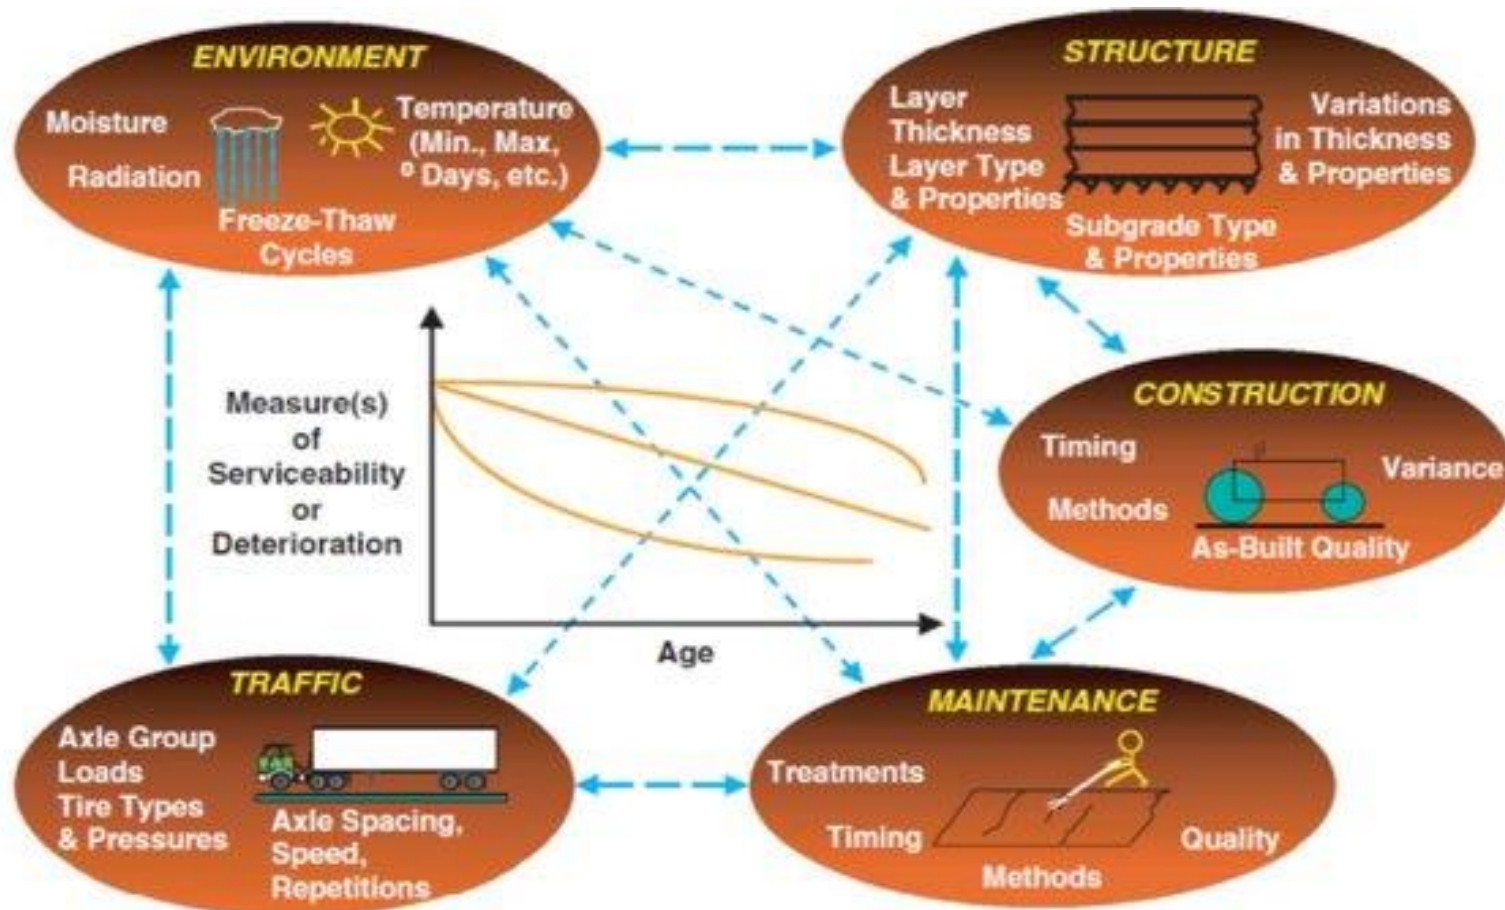 ENVIRONMENT
Moisture
Radiation
Temperature
(Min., Max,
º Days, etc.)
Freeze-Thaw
Cycles
STRUCTURE
Layer
Thickness
Layer Type
& Properties
Variations
in Thickness
& Properties
Subgrade Type
& Properties
Measure(s)
of
Serviceability
or
Deterioration
Age
CONSTRUCTION
Timing
Methods
Variance
As-Built Quality
TRAFFIC
Axle Group
Loads
Tire Types
& Pressures
Axle Spacing,
Speed,
Repetitions
MAINTENANCE
Treatments
Timing
Quality
Methods